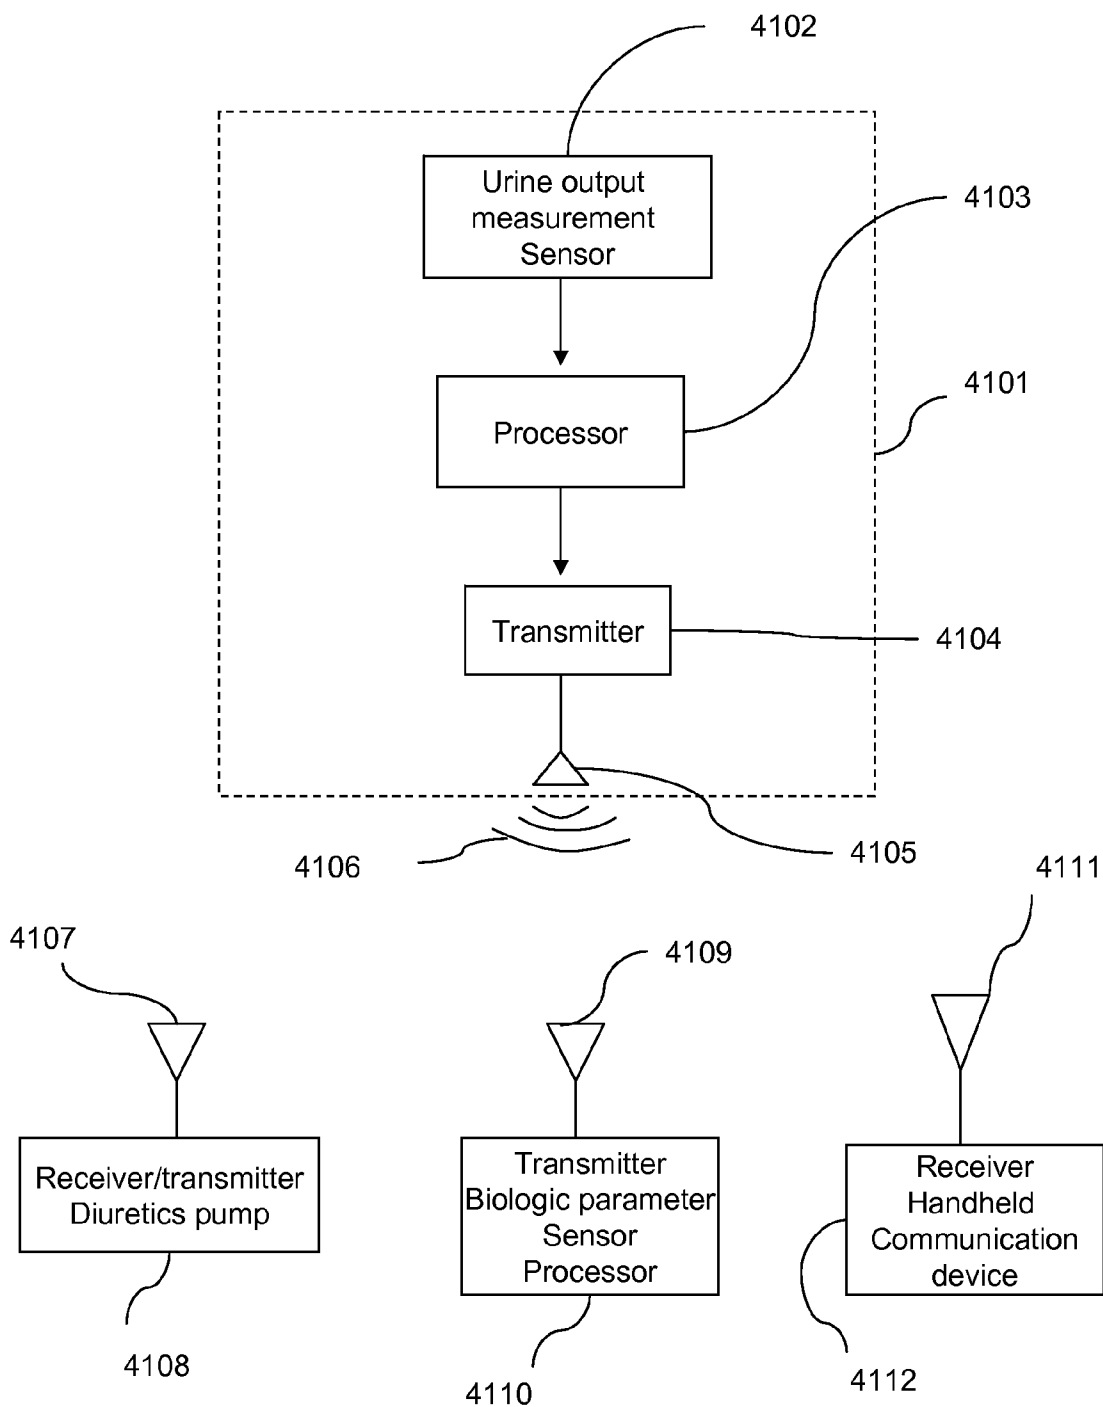 4102
Urine output
measurement
Sensor
4103
4101
Processor
Transmitter
4104
4105
4106
4111
4107
4109
Receiver/transmitter
Diuretics pump
Transmitter
Biologic parameter
Sensor
Processor
Receiver
Handheld
Communication
device
4108
4110
4112